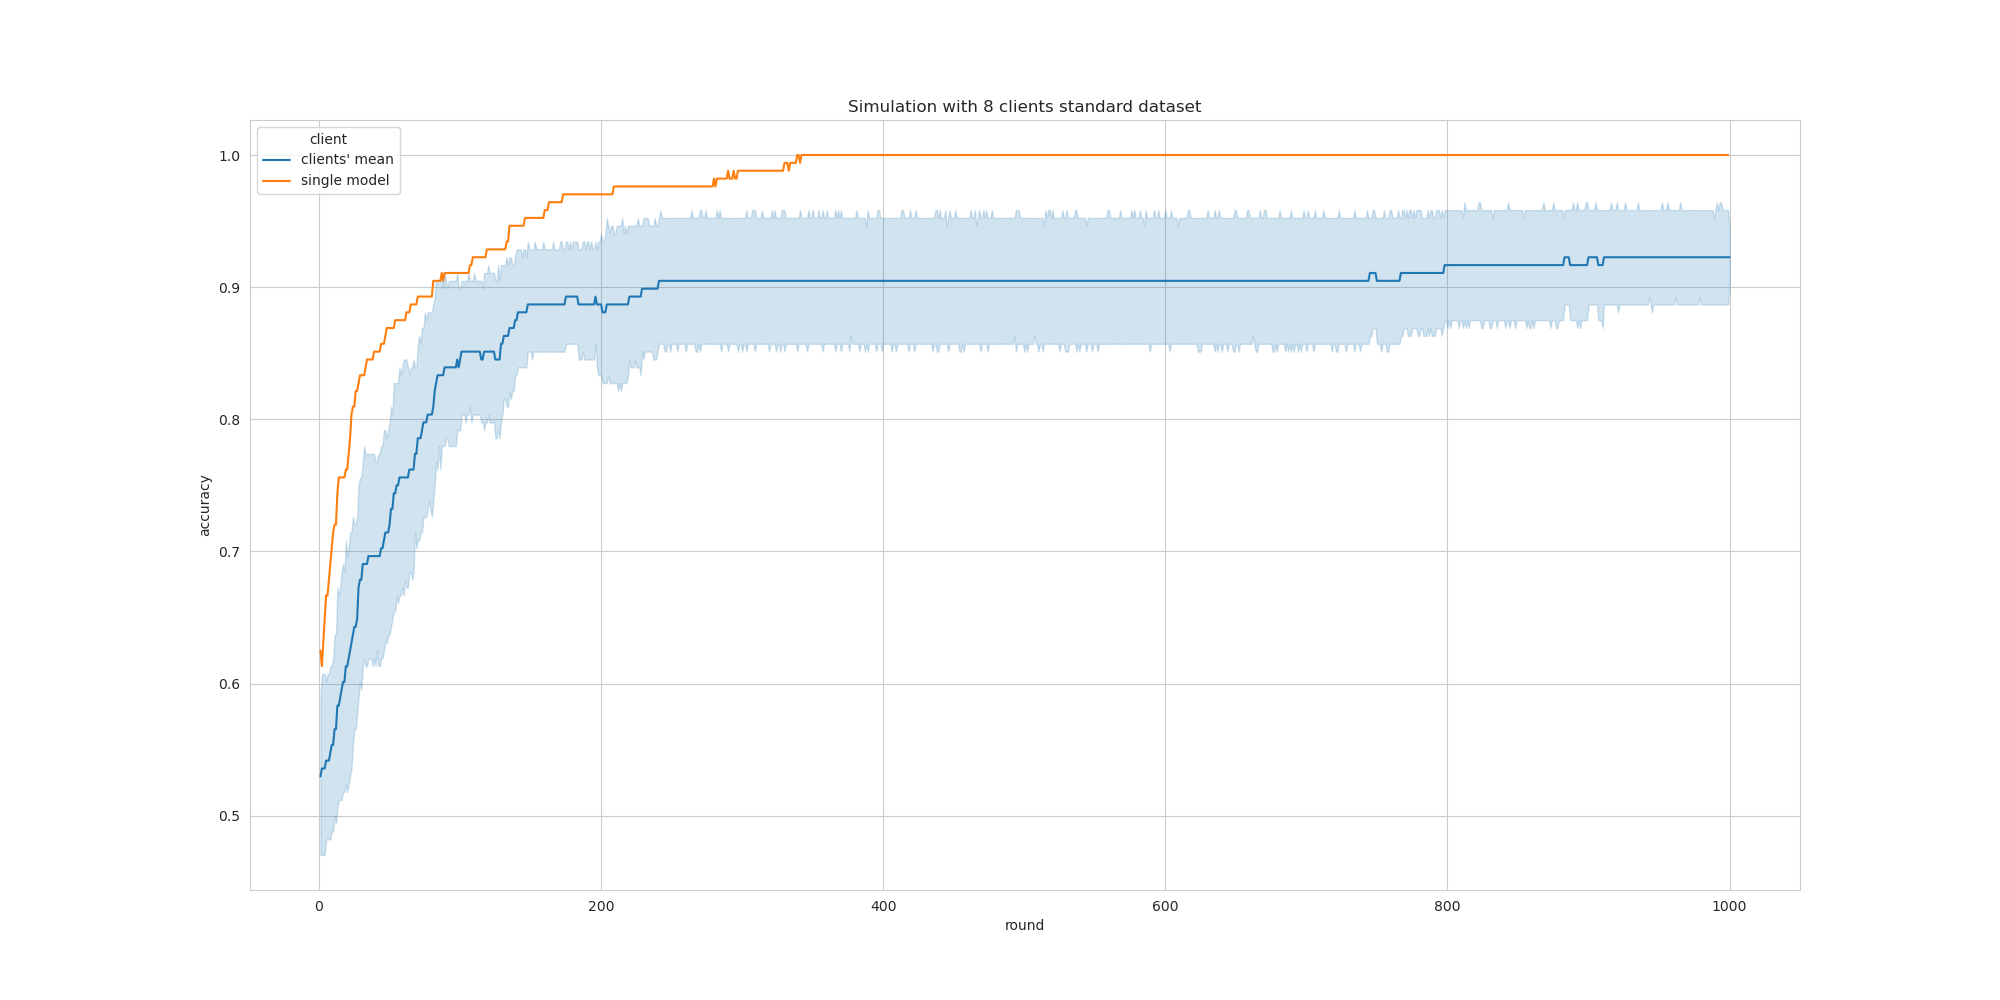 Simulation with 8 clients standard dataset
client
clients' mean
single model
1.0
0.9
0.8
0.7
0.6
0.5
accuracy
0 200 400 600 800 1000
round